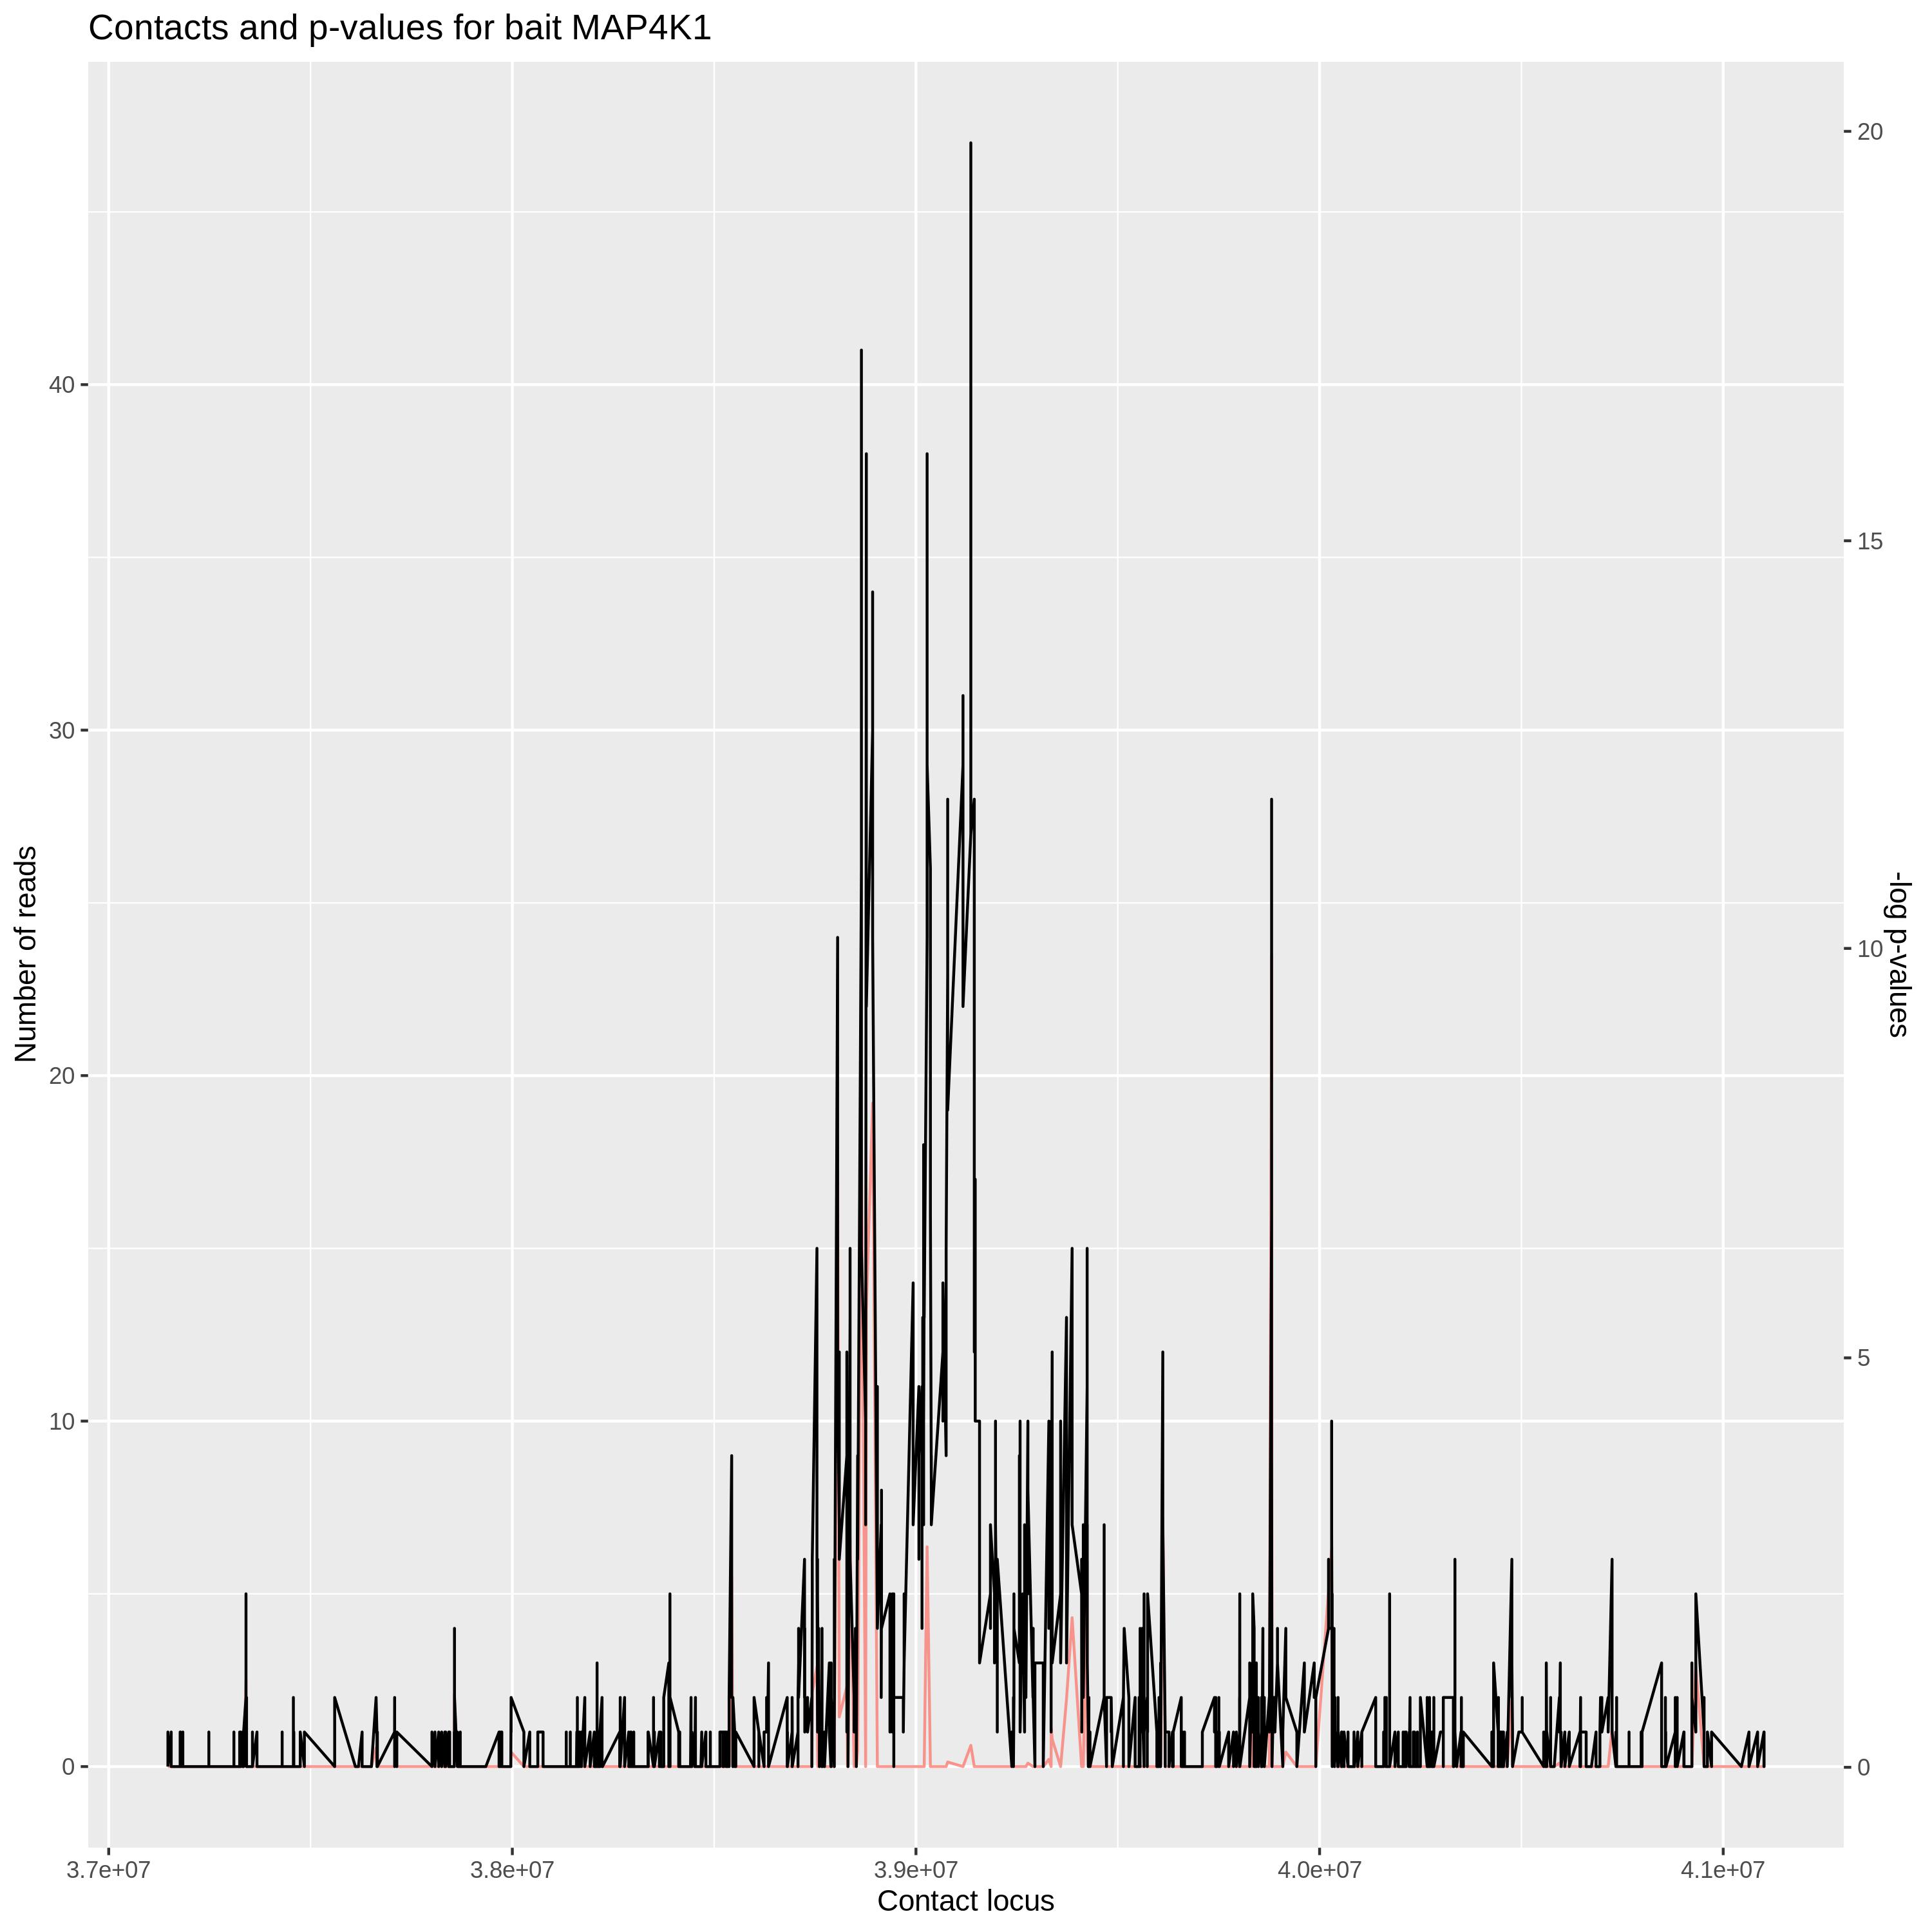 Contacts and p-values for bait MAP4K1
Number of reads
40
30
20
10
0
20
15
10
5
0
-log p-values
3.7e+07 3.8e+07 3.9e+07 4.0e+07 4.1e+07
Contact locus